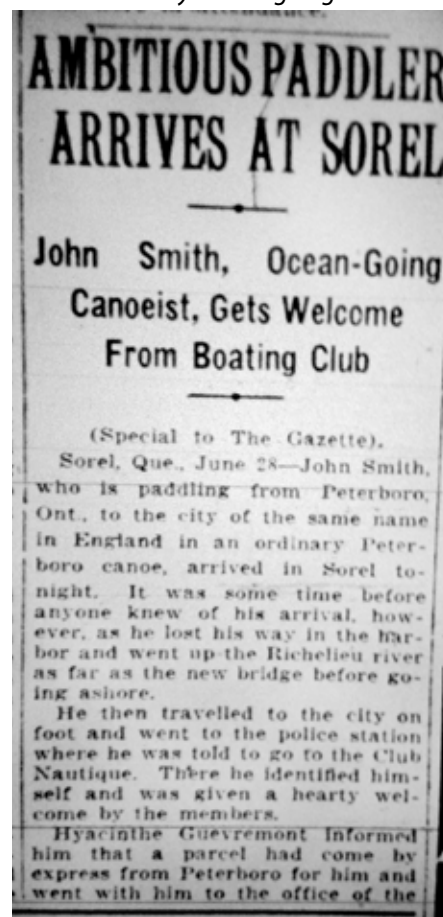 AMBITIOUS PADDLER
ARRIVES AT SOREL
John Smith, Ocean-Going
Canoeist, Gets Welcome
From Boating Club
(Special to The Gazette).
Sorel, Que., June 28—John Smith,
who is paddling from Peterboro,
Ont., to the city of the same name
in England in an ordinary Peter-
boro canoe, arrived in Sorel to-
night. It was some time before
anyone knew of his arrival, how-
ever, as he lost his way in the har-
bor and went up the Richelieu river
as far as the new bridge before go-
ing ashore.
He then travelled to the city on
foot and went to the police station
where he was told to go to the Club
Nautique. There he identified him-
self and was given a hearty wel-
come by the members.
Hyacinthe Guevremont Informed
him that a parcel had come by
express from Peterboro for him and
went with him to the office of the